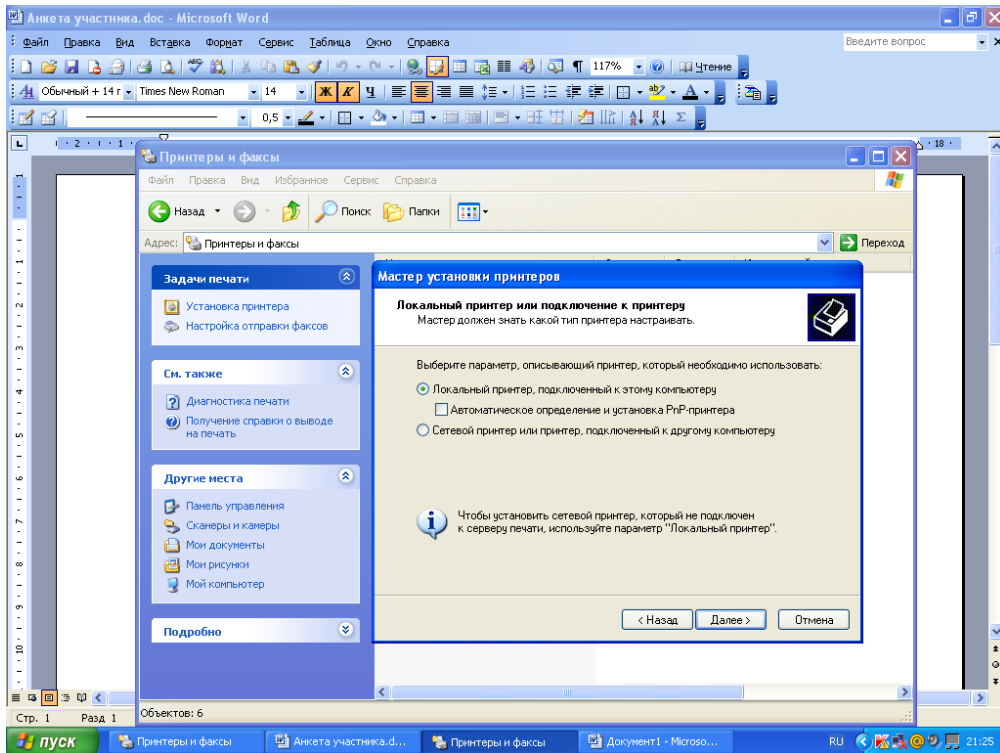 Анкета участника.doc - Microsoft Word
Файл Правка Вид Вставка Формат Сервис Таблица Окно Справка
Введите вопрос
117% Чтение
Обычный + 14 г Times New Roman 14 Ж К Ч
0,5
2 1 18
Принтеры и факсы
Файл Правка Вид Избранное Сервис Справка
Назад Поиск Папки
Адрес: Принтеры и факсы Переход
Задачи печати
Установка принтера
Настройка отправки факсов
См. также
Диагностика печати
Получение справки о выводе
на печать
Другие места
Панель управления
Сканеры и камеры
Мои документы
Мои рисунки
Мой компьютер
Подробно
Мастер установки принтеров
Локальный принтер или подключение к принтеру
Мастер должен знать какой тип принтера настраивать.
Выберите параметр, описывающий принтер, который необходимо использовать:
Локальный принтер, подключенный к этому компьютеру
Автоматическое определение и установка PnP-принтера
Сетевой принтер или принтер, подключенный к другому компьютеру
Чтобы установить сетевой принтер, который не подключен
к серверу печати, используйте параметр "Локальный принтер".
< Назад Далее > Отмена
Объектов: 6
Стр. 1 Разд 1
пуск Принтеры и факсы Анкета участника.d... Принтеры и факсы Документ1 - Microso... RU 21:25